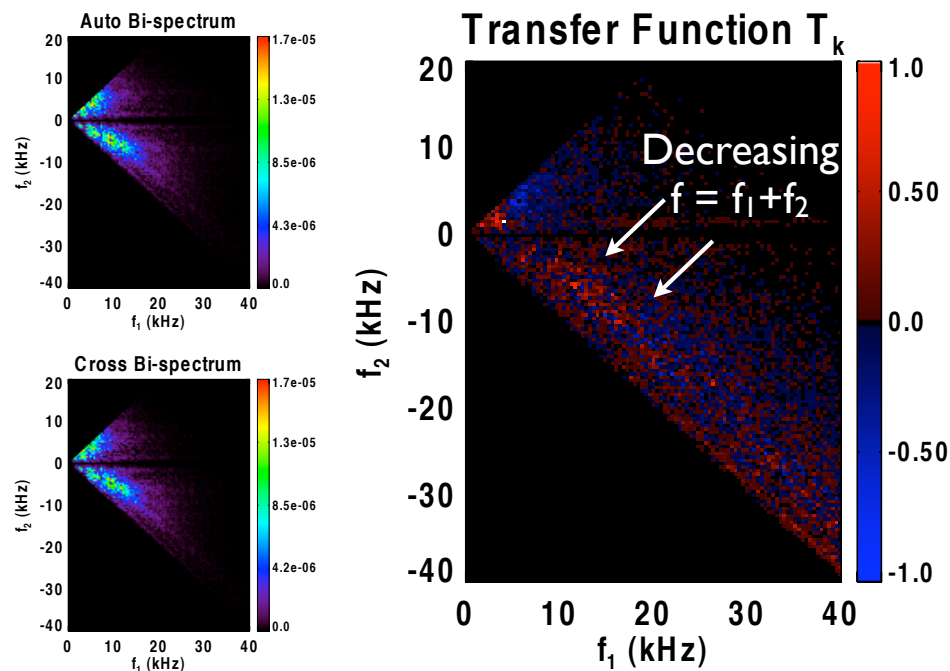 Auto Bi-spectrum
20
10
0
-10
-20
-30
-40
f₂ (kHz)
0 10 20 30 40
f₁ (kHz)
1.7e-05
1.3e-05
8.5e-06
4.3e-06
0.0
Cross Bi-spectrum
20
10
0
-10
-20
-30
-40
f₂ (kHz)
0 10 20 30 40
f₁ (kHz)
1.7e-05
1.3e-05
8.5e-06
4.2e-06
0.0
Transfer Function Tₖ
20
10
0
-10
-20
-30
-40
f₂ (kHz)
Decreasing
f = f₁+f₂
0 10 20 30 40
f₁ (kHz)
1.0
0.50
0.0
-0.50
-1.0